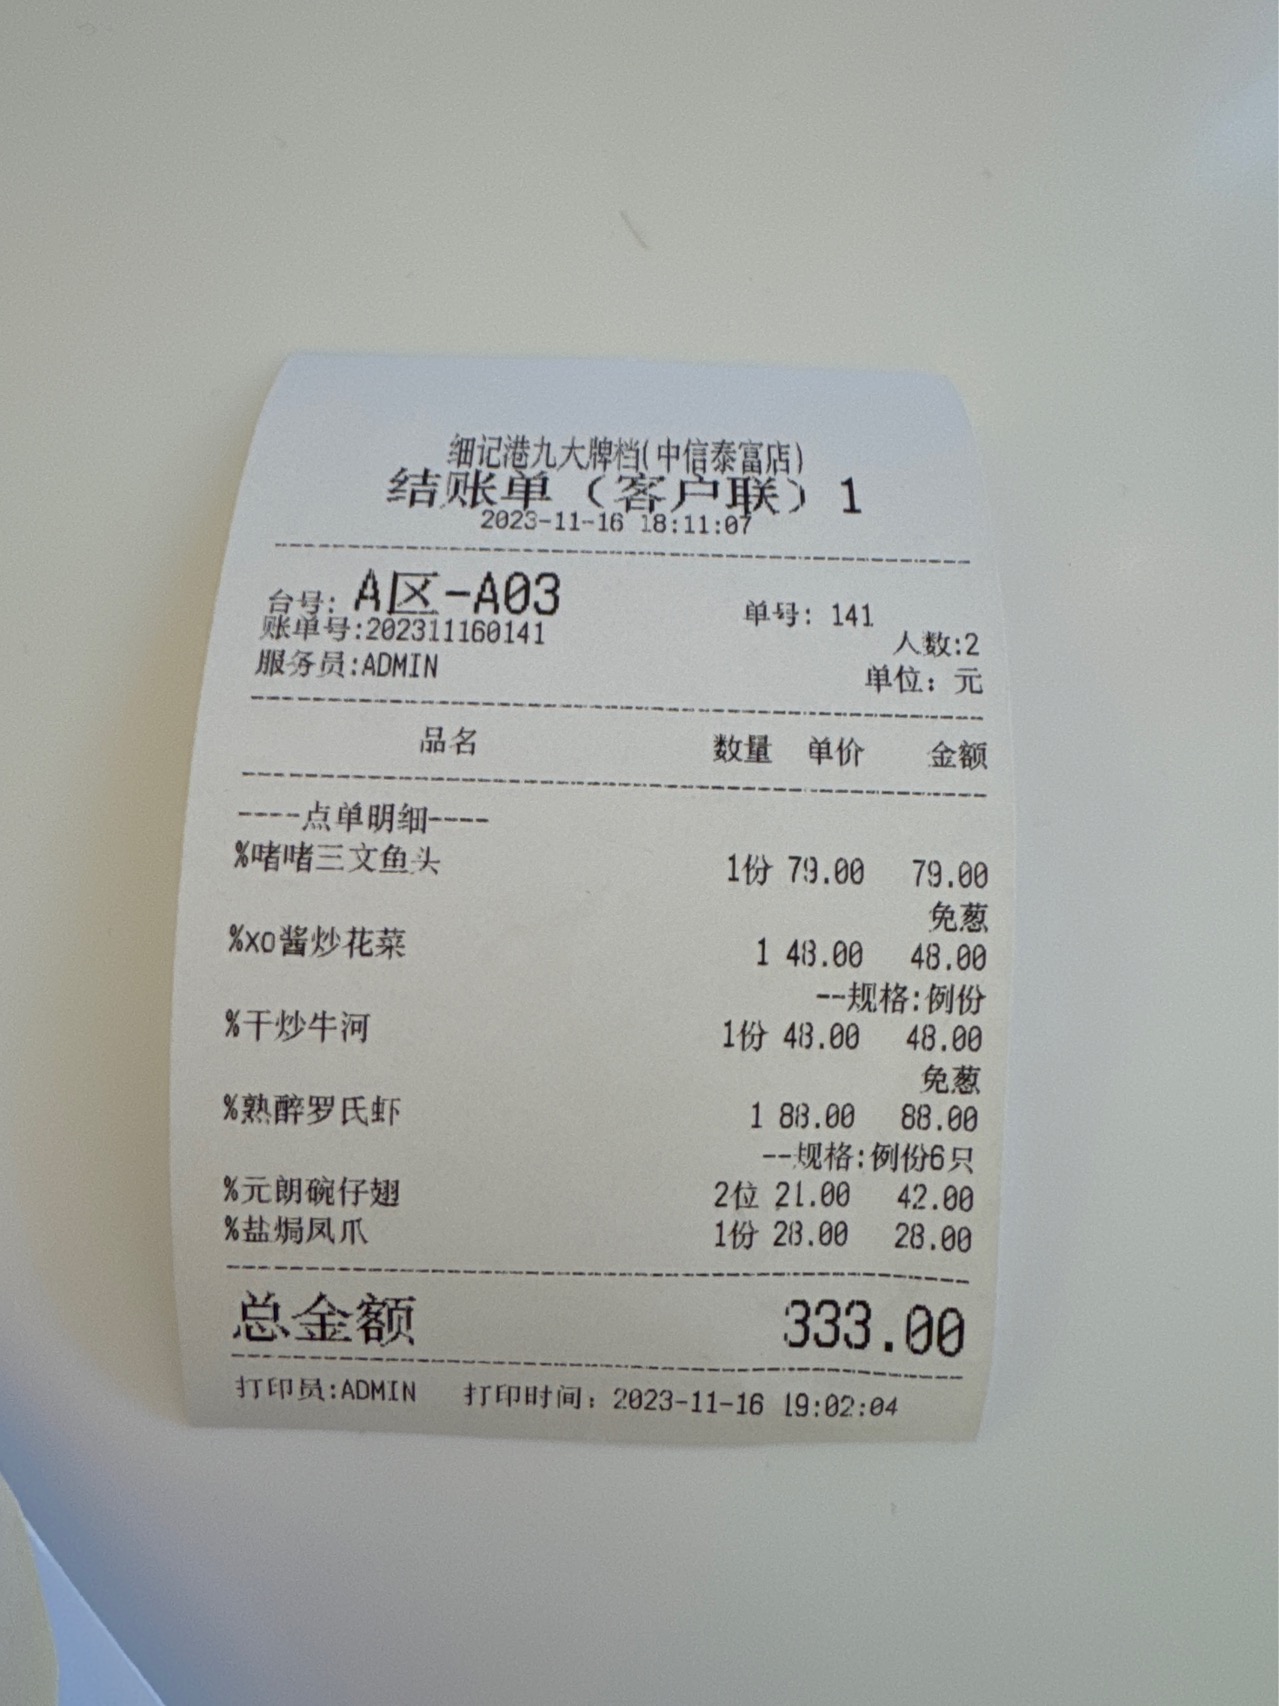 细记港九大牌档(中信泰富店)
结账单（客户联）1
2023-11-16 18:11:07
台号: A区-A03 单号: 141
账单号:202311160141 人数:2
服务员:ADMIN 单位: 元
品名 数量 单价 金额
----点单明细----
%啫啫三文鱼头 1份 79.00 79.00
免葱
%xo酱炒花菜 1 48.00 48.00
--规格:例份
%干炒牛河 1份 48.00 48.00
免葱
%熟醉罗氏虾 1 88.00 88.00
--规格:例份6只
%元朗碗仔翅 2位 21.00 42.00
%盐焗凤爪 1份 28.00 28.00
总金额 333.00
打印员:ADMIN 打印时间: 2023-11-16 19:02:04